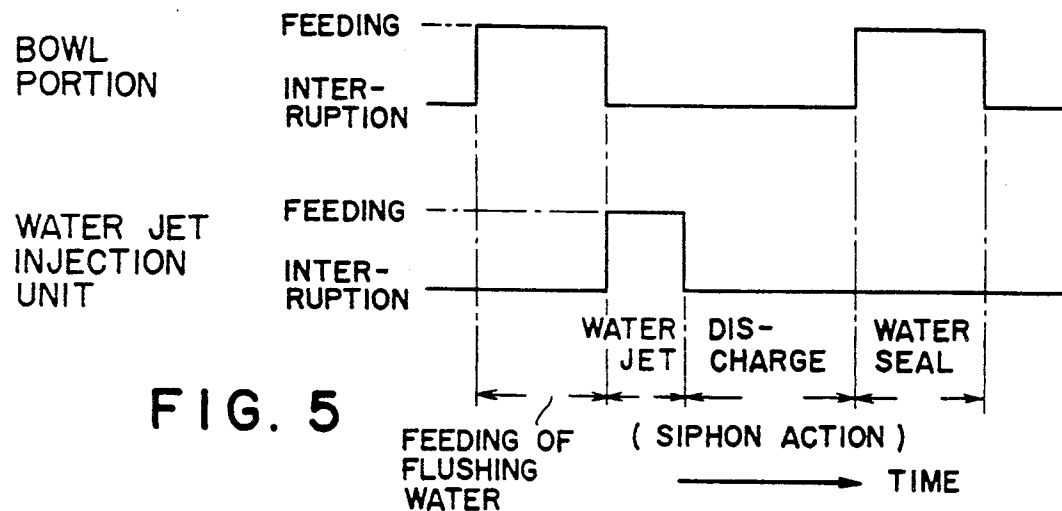 BOWL
PORTION
FEEDING
INTER-
RUPTION
WATER JET
INJECTION
UNIT
FEEDING
INTER-
RUPTION
WATER
JET
DIS-
CHARGE
WATER
SEAL
FIG. 5
FEEDING OF
FLUSHING
WATER
( SIPHON ACTION )
TIME